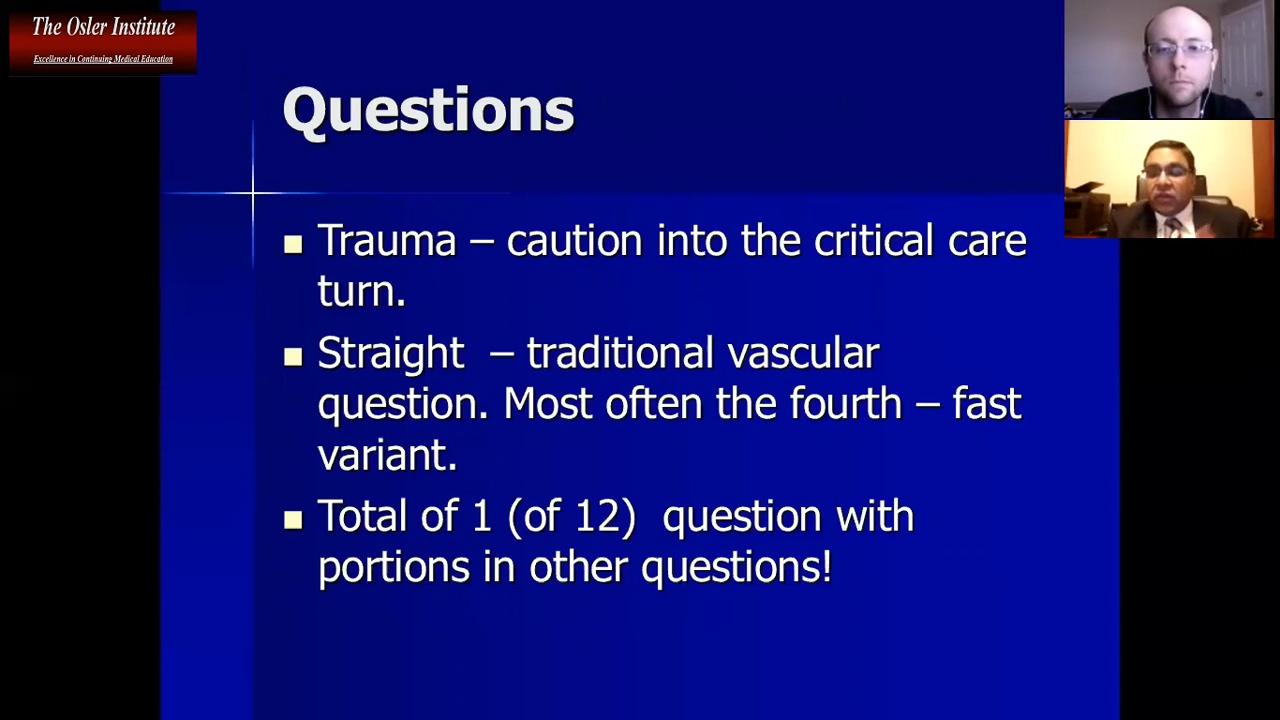 The Osler Institute
Excellence in Continuing Medical Education
Questions
Trauma – caution into the critical care
turn.
Straight – traditional vascular
question. Most often the fourth – fast
variant.
Total of 1 (of 12) question with
portions in other questions!